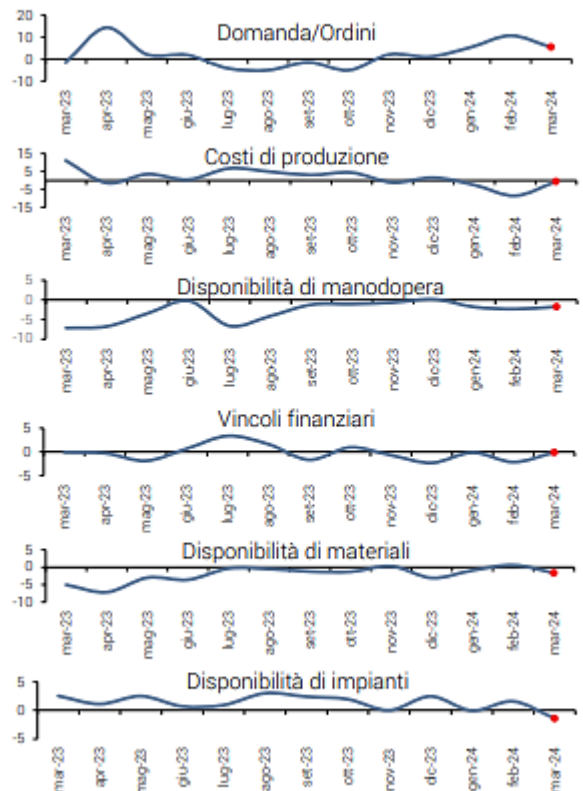 Domanda/Ordini
20
10
0
-10
mar-23 apr-23 mag-23 giu-23 lug-23 ago-23 set-23 ott-23 nov-23 dic-23 gen-24 feb-24 mar-24
Costi di produzione
15
5
-5
-15
mar-23 apr-23 mag-23 giu-23 lug-23 ago-23 set-23 ott-23 nov-23 dic-23 gen-24 feb-24 mar-24
Disponibilità di manodopera
5
0
-5
-10
mar-23 apr-23 mag-23 giu-23 lug-23 ago-23 set-23 ott-23 nov-23 dic-23 gen-24 feb-24 mar-24
Vincoli finanziari
5
0
-5
mar-23 apr-23 mag-23 giu-23 lug-23 ago-23 set-23 ott-23 nov-23 dic-23 gen-24 feb-24 mar-24
Disponibilità di materiali
5
0
-5
-10
mar-23 apr-23 mag-23 giu-23 lug-23 ago-23 set-23 ott-23 nov-23 dic-23 gen-24 feb-24 mar-24
Disponibilità di impianti
5
0
-5
mar-23 apr-23 mag-23 giu-23 lug-23 ago-23 set-23 ott-23 nov-23 dic-23 gen-24 feb-24 mar-24